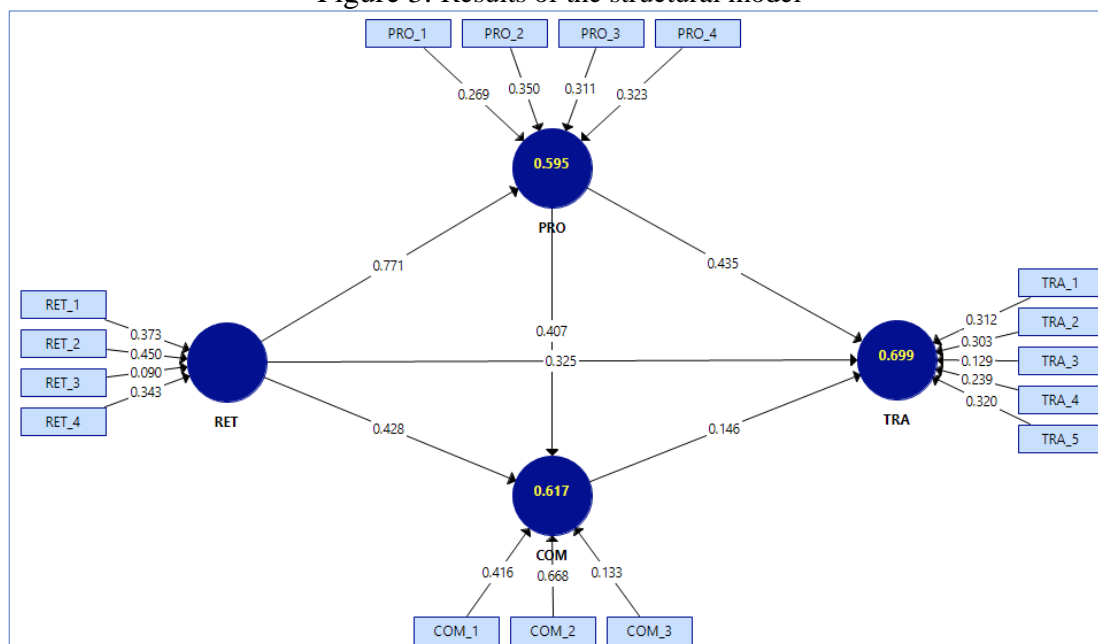 Figure 3. Results of the structural model
PRO_1
PRO_2
PRO_3
PRO_4
0.269
0.350
0.311
0.323
0.595
PRO
0.771
0.435
RET_1
RET_2
RET_3
RET_4
0.373
0.450
0.090
0.343
RET
0.407
0.325
0.428
0.146
0.699
TRA
TRA_1
TRA_2
TRA_3
TRA_4
TRA_5
0.312
0.303
0.129
0.239
0.320
0.617
COM
0.416
0.668
0.133
COM_1
COM_2
COM_3